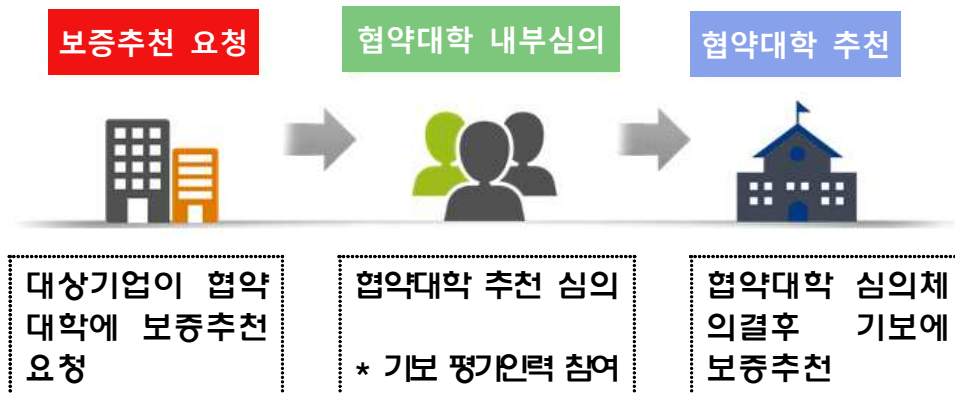 보증추천 요청
협약대학 내부심의
협약대학 추천
대상기업이 협약
대학에 보증추천
요청
협약대학 추천 심의
* 기보 평가인력 참여
협약대학 심의체
의결후 기보에
보증추천